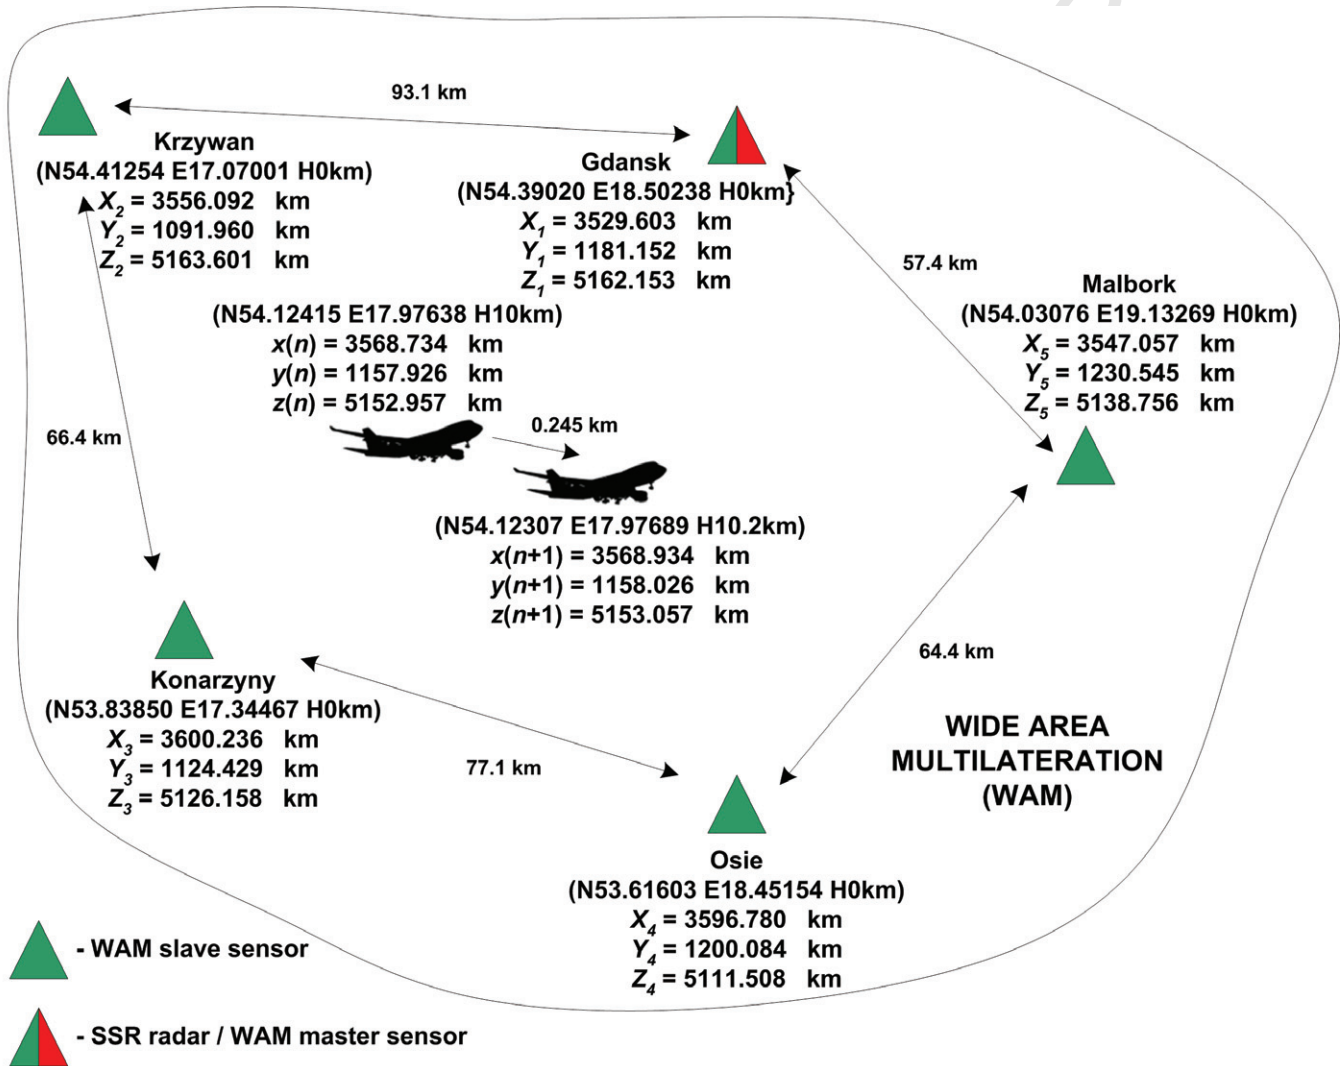 93.1 km
Krzywan
(N54.41254 E17.07001 H0km)
X2 = 3556.092 km
Y2 = 1091.960 km
Z2 = 5163.601 km
Gdansk
(N54.39020 E18.50238 H0km}
X1 = 3529.603 km
Y1 = 1181.152 km
Z1 = 5162.153 km
57.4 km
Malbork
(N54.03076 E19.13269 H0km)
X5 = 3547.057 km
Y5 = 1230.545 km
Z5 = 5138.756 km
(N54.12415 E17.97638 H10km)
x(n) = 3568.734 km
y(n) = 1157.926 km
z(n) = 5152.957 km
66.4 km
0.245 km
(N54.12307 E17.97689 H10.2km)
x(n+1) = 3568.934 km
y(n+1) = 1158.026 km
z(n+1) = 5153.057 km
64.4 km
Konarzyny
(N53.83850 E17.34467 H0km)
X3 = 3600.236 km
Y3 = 1124.429 km
Z3 = 5126.158 km
77.1 km
WIDE AREA
MULTILATERATION
(WAM)
Osie
(N53.61603 E18.45154 H0km)
X4 = 3596.780 km
Y4 = 1200.084 km
Z4 = 5111.508 km
- WAM slave sensor
- SSR radar / WAM master sensor